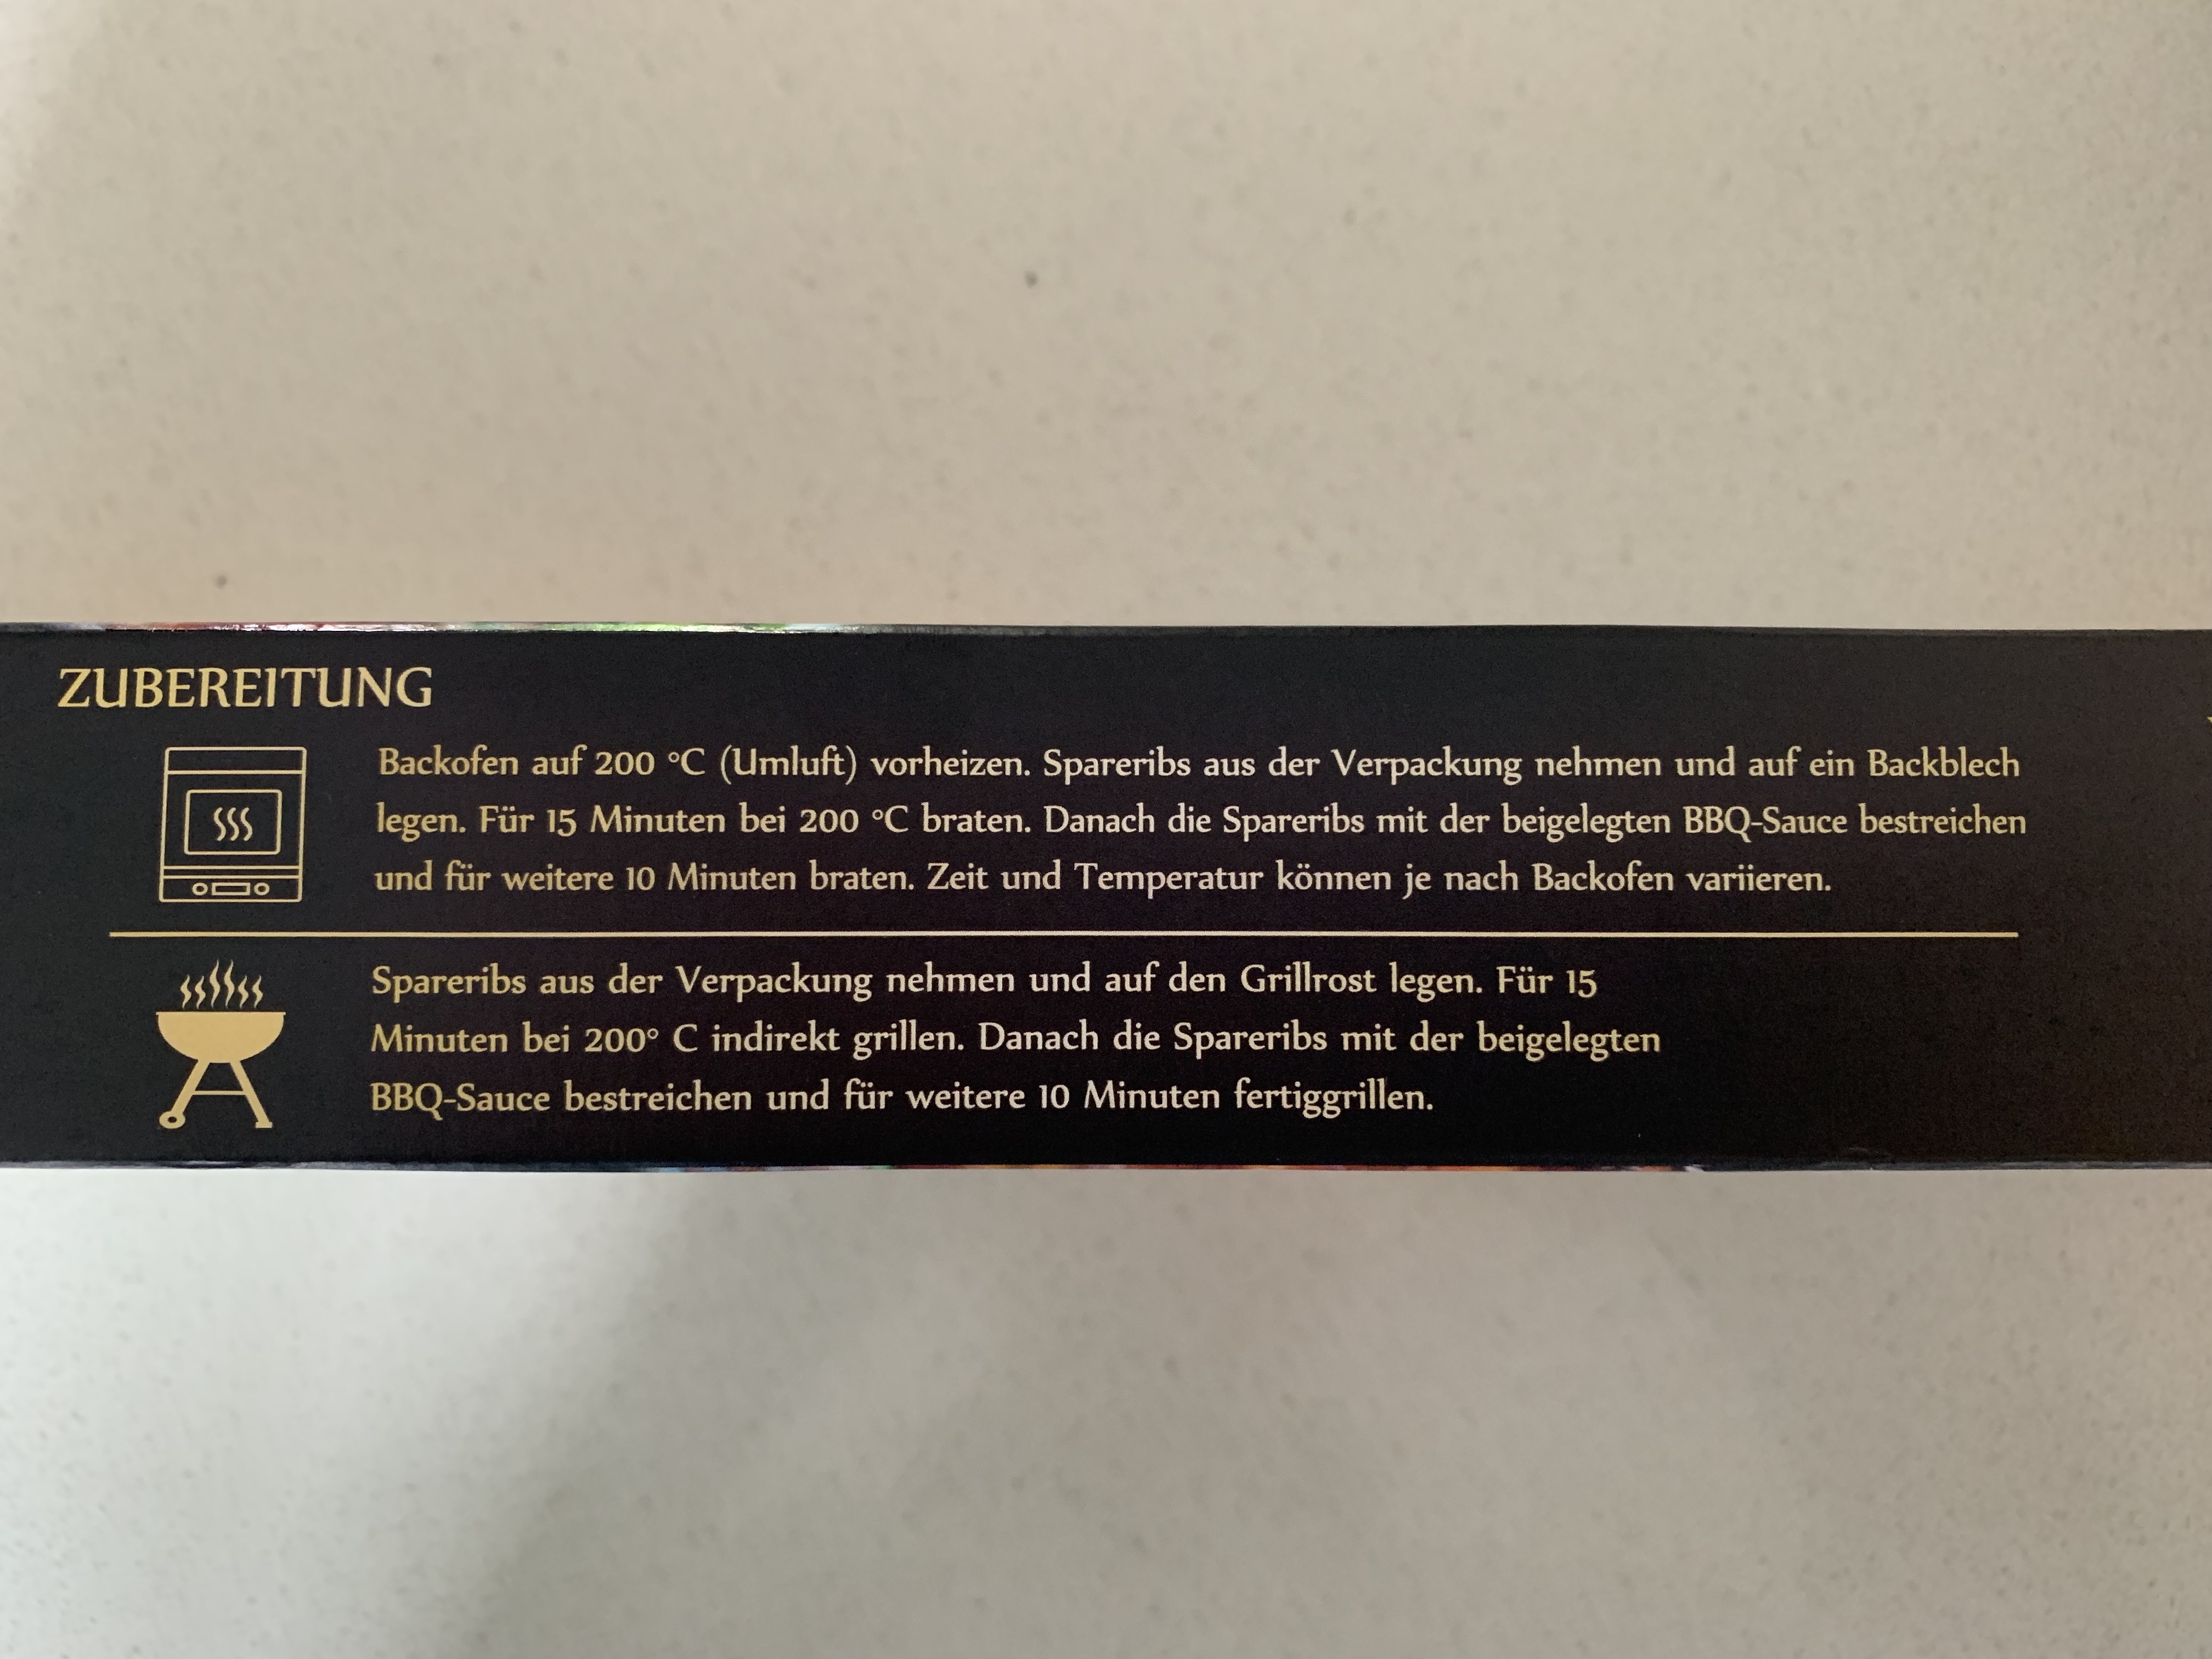 ZUBEREITUNG
Backofen auf 200 °C (Umluft) vorheizen. Spareribs aus der Verpackung nehmen und auf ein Backblech
legen. Für 15 Minuten bei 200 °C braten. Danach die Spareribs mit der beigelegten BBQ-Sauce bestreichen
und für weitere 10 Minuten braten. Zeit und Temperatur können je nach Backofen variieren.
Spareribs aus der Verpackung nehmen und auf den Grillrost legen. Für 15
Minuten bei 200° C indirekt grillen. Danach die Spareribs mit der beigelegten
BBQ-Sauce bestreichen und für weitere 10 Minuten fertiggrillen.